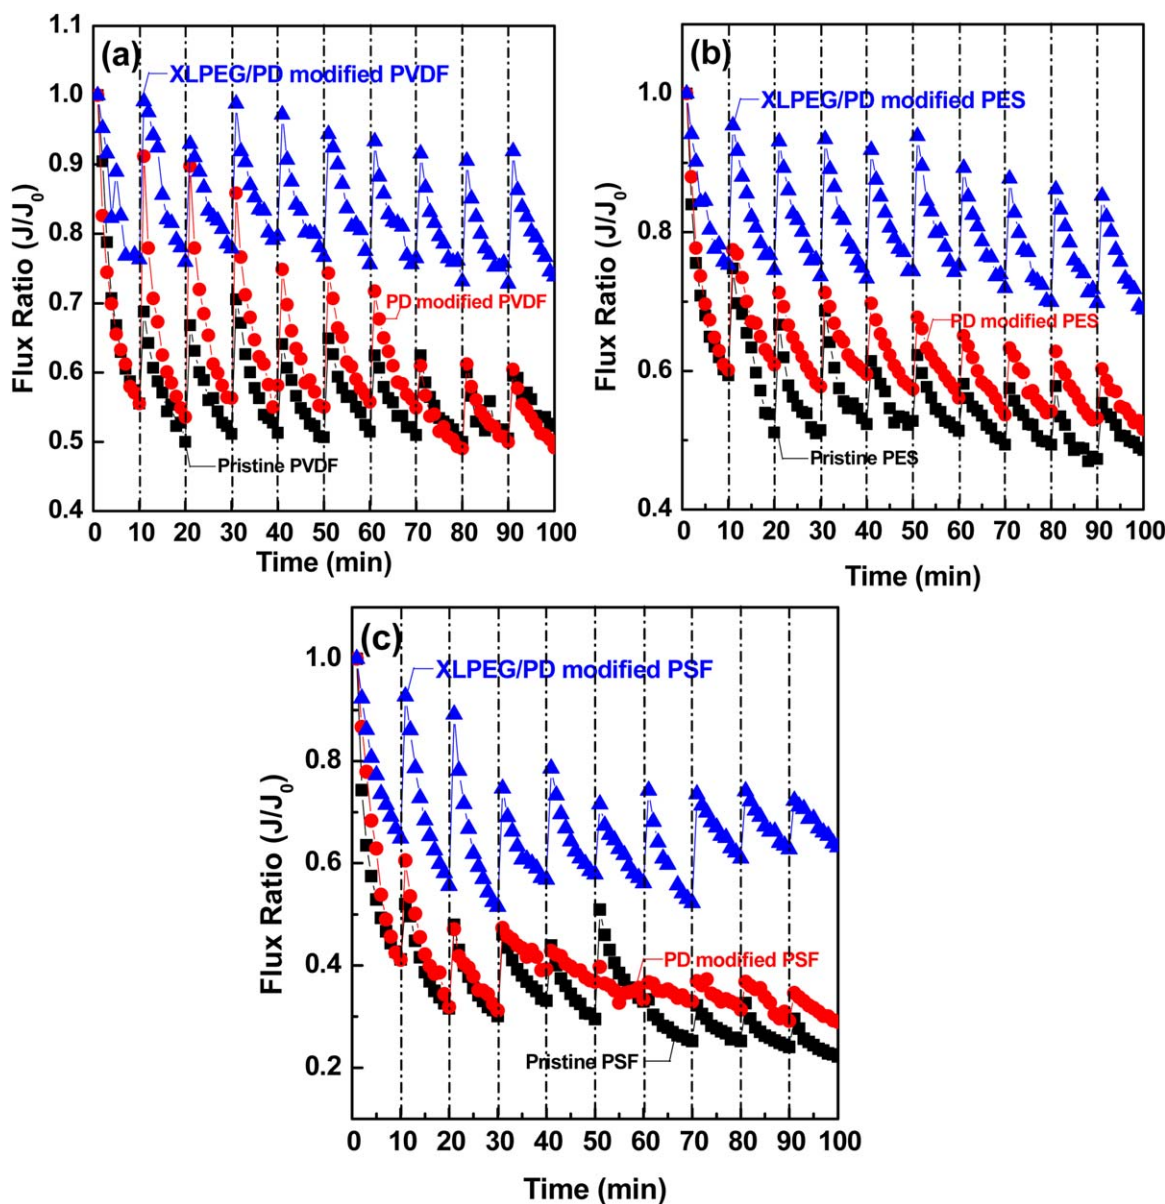 (a)
XLPEG/PD modified PVDF
PD modified PVDF
Pristine PVDF
Flux Ratio (J/J0)
1.1
1.0
0.9
0.8
0.7
0.6
0.5
0.4
0 10 20 30 40 50 60 70 80 90 100
Time (min)
(b)
XLPEG/PD modified PES
PD modified PES
Pristine PES
Flux Ratio (J/J0)
1.0
0.8
0.6
0.4
0 10 20 30 40 50 60 70 80 90 100
Time (min)
(c)
XLPEG/PD modified PSF
PD modified PSF
Pristine PSF
Flux Ratio (J/J0)
1.0
0.8
0.6
0.4
0.2
0 10 20 30 40 50 60 70 80 90 100
Time (min)